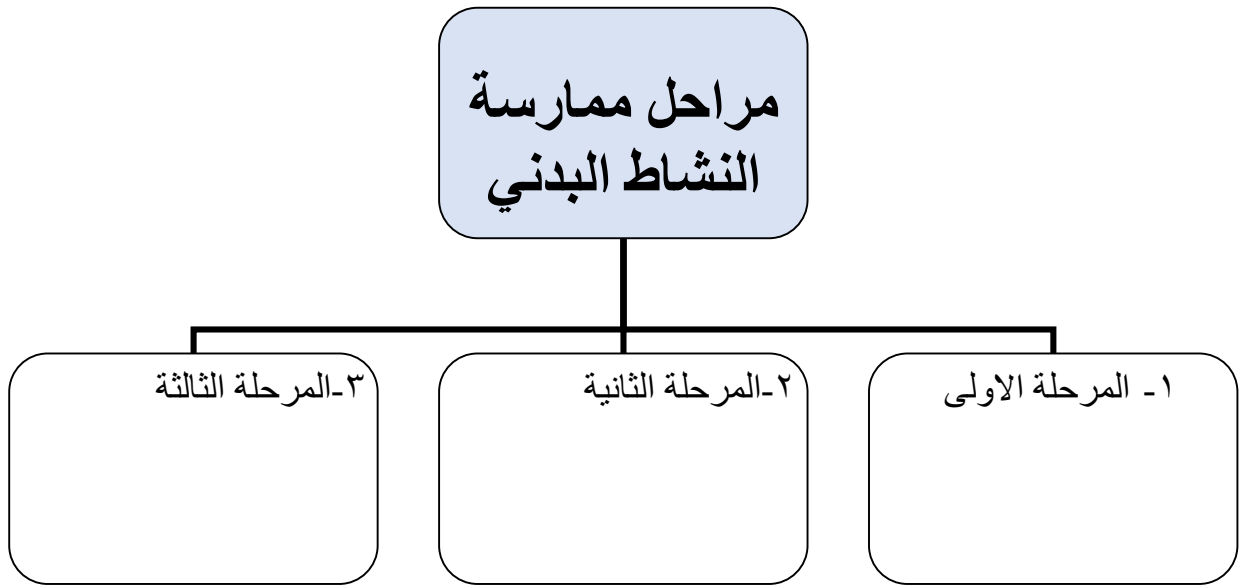 مراحل ممارسة
النشاط البدني
١- المرحلة الاولى
٢-المرحلة الثانية
٣-المرحلة الثالثة